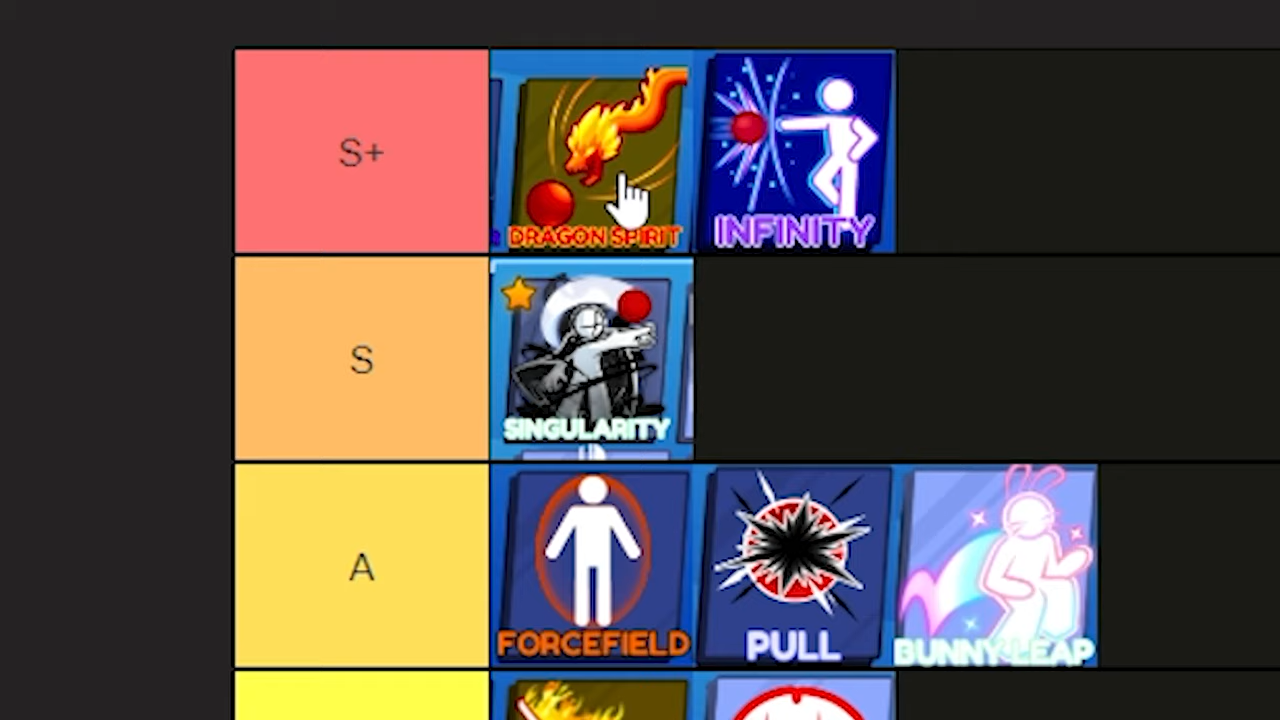 S+
DRAGON SPIRIT
INFINITY
S
SINGULARITY
A
FORCEFIELD
PULL
BUNNY LEAP